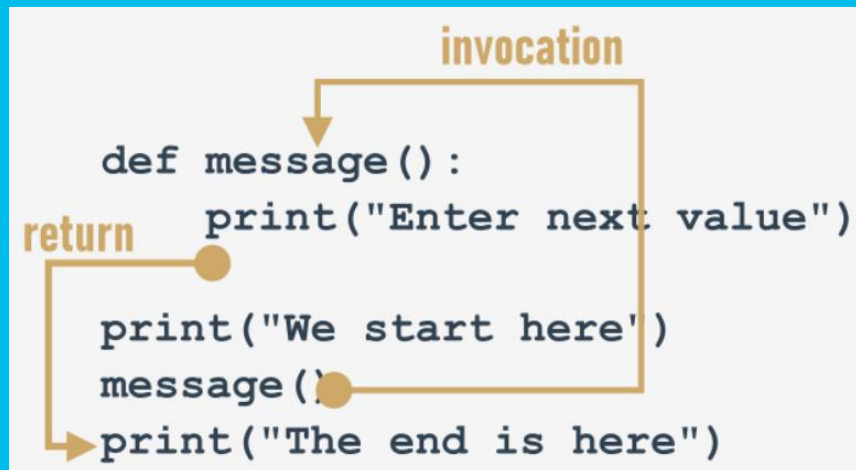 invocation
def message():
    print("Enter next value")
return
print("We start here")
message()
print("The end is here")